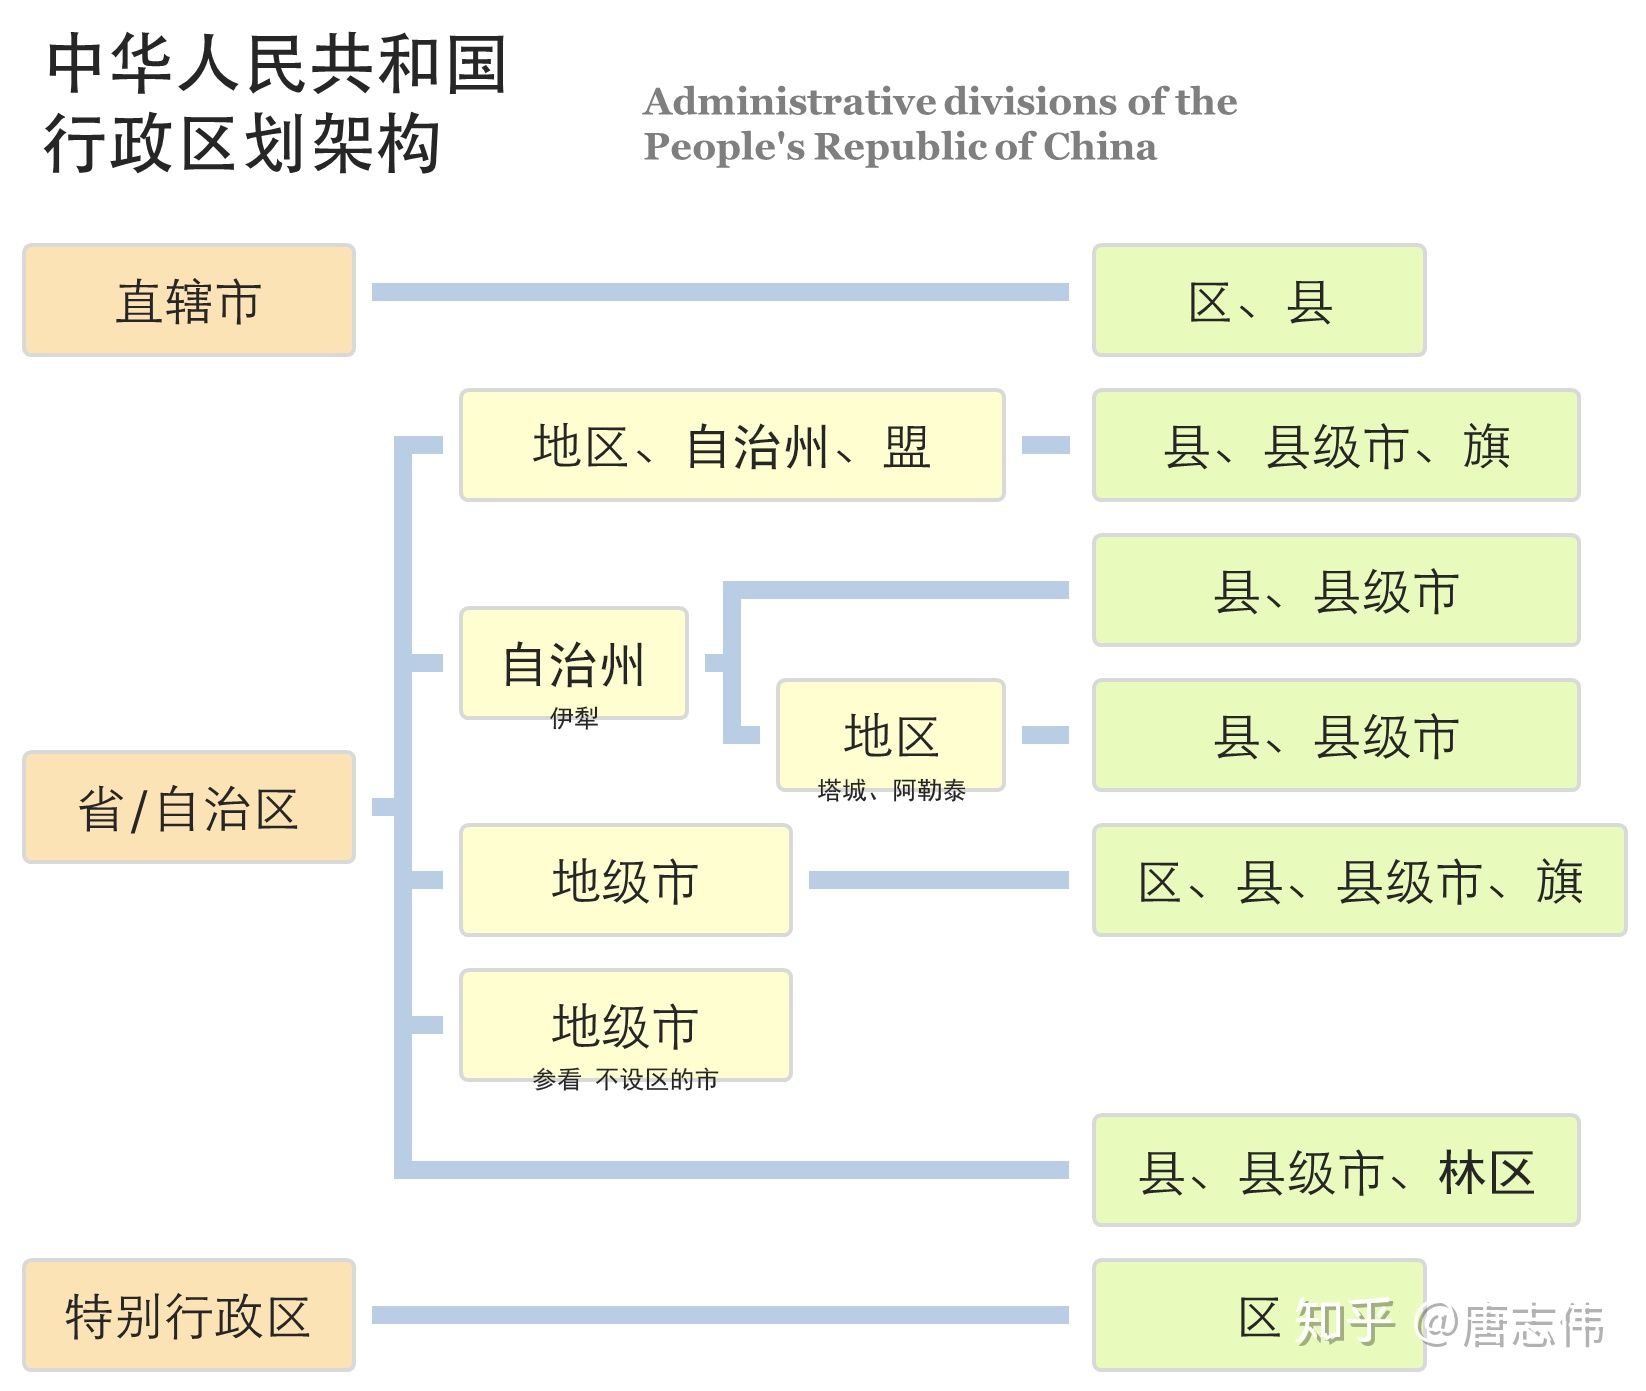 中华人民共和国
行政区划架构
Administrative divisions of the
People's Republic of China
直辖市
区、县
地区、自治州、盟
县、县级市、旗
县、县级市
自治州
伊犁
地区
塔城、阿勒泰
县、县级市
省/自治区
地级市
区、县、县级市、旗
地级市
参看 不设区的市
县、县级市、林区
特别行政区
区
知乎 @唐志伟